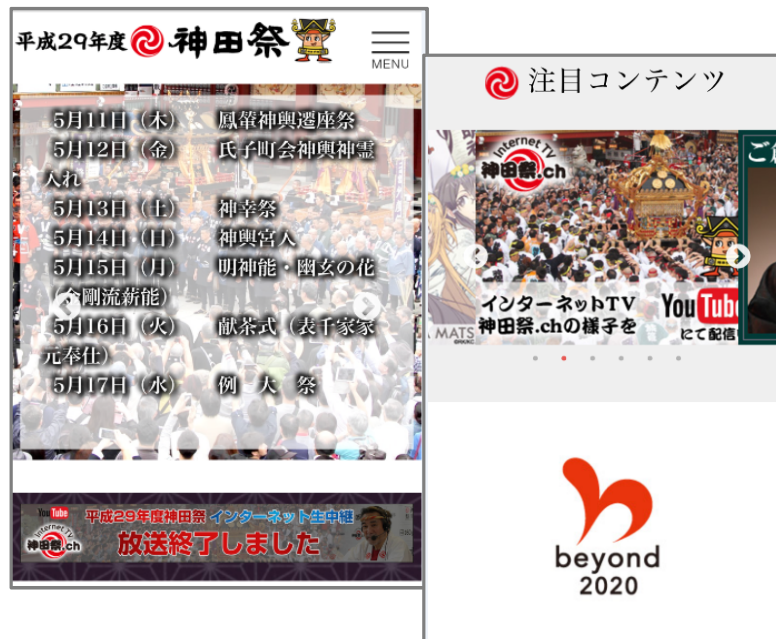 平成29年度 神田祭
MENU
5月11日（木） 鳳輦神輿遷座祭
5月12日（金） 氏子町会神輿神霊
入れ
5月13日（土） 神幸祭
5月14日（日） 神輿宮入
5月15日（月） 明神能・幽玄の花
（金剛流薪能）
5月16日（火） 献茶式（表千家家
元奉仕）
5月17日（水） 例 大 祭
YouTube 平成29年度神田祭 インターネット生中継
Internet TV
神田祭.ch
放送終了しました
注目コンテンツ
Internet TV
神田祭.ch
インターネットTV
神田祭.chの様子を
YouTub
にて配信
MATS
ご
beyond
2020